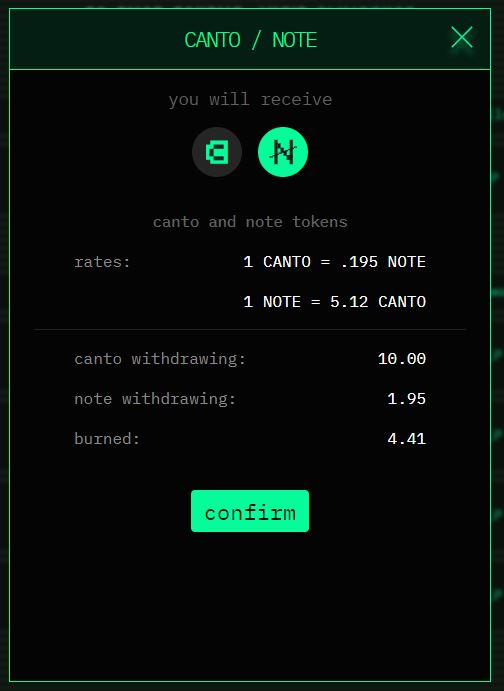 CANTO / NOTE
you will receive
canto and note tokens
rates: 1 CANTO = .195 NOTE
1 NOTE = 5.12 CANTO
canto withdrawing: 10.00
note withdrawing: 1.95
burned: 4.41
confirm